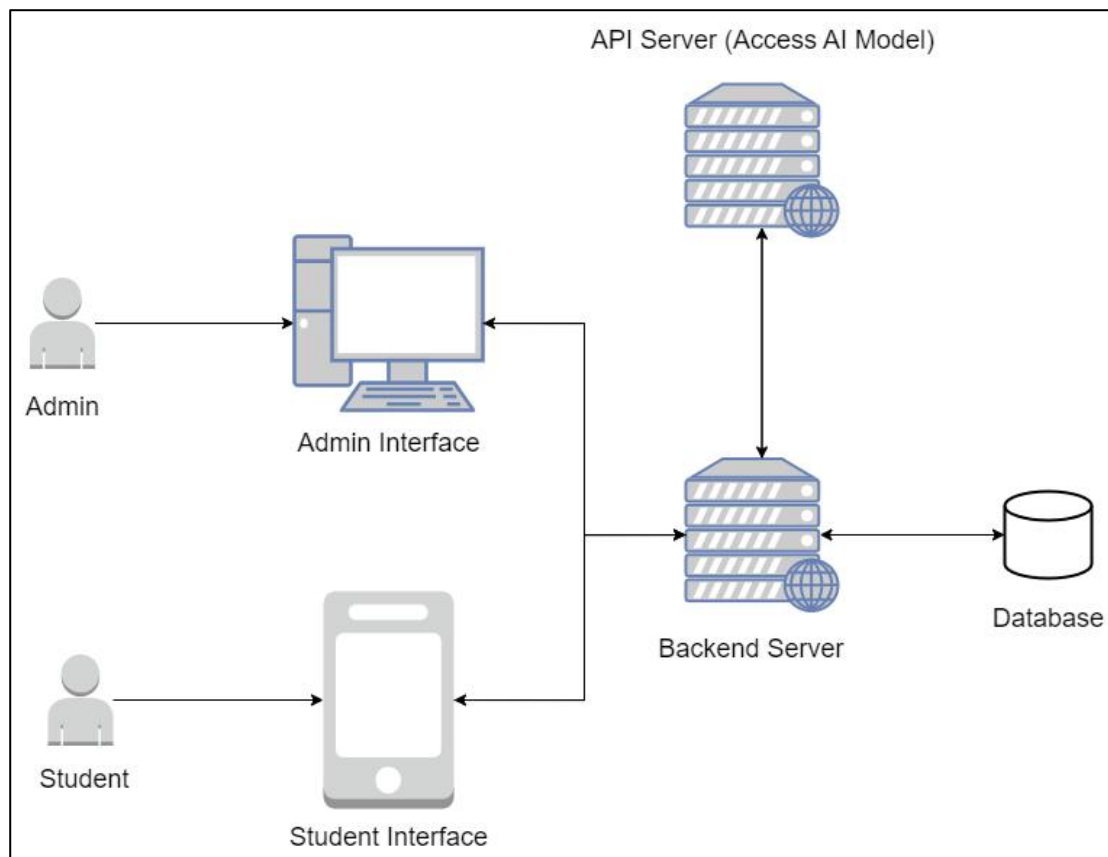 API Server (Access AI Model)
Admin
Admin Interface
Backend Server
Database
Student
Student Interface